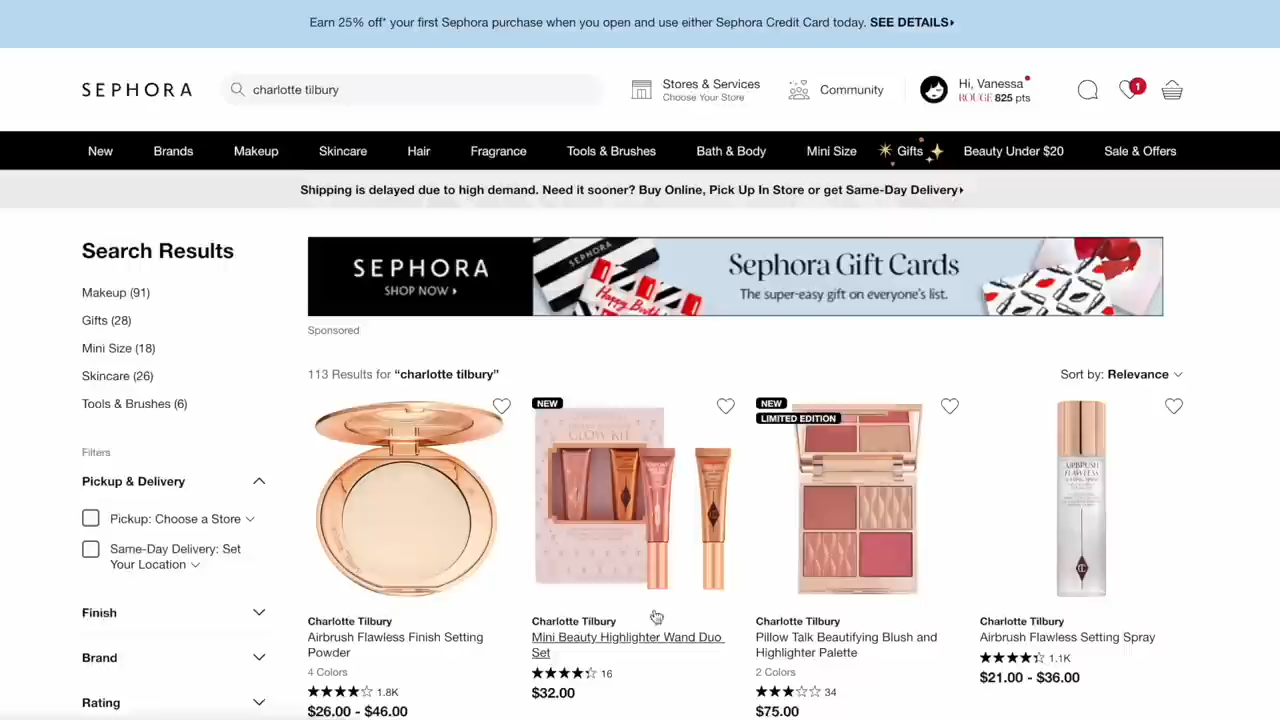 Earn 25% off* your first Sephora purchase when you open and use either Sephora Credit Card today. SEE DETAILS
SEPHORA
charlotte tilbury
Stores & Services
Choose Your Store
Community
Hi, Vanessa
ROUGE 825 pts
1
New
Brands
Makeup
Skincare
Hair
Fragrance
Tools & Brushes
Bath & Body
Mini Size
Gifts
Beauty Under $20
Sale & Offers
Shipping is delayed due to high demand. Need it sooner? Buy Online, Pick Up In Store or get Same-Day Delivery
Search Results
Makeup (91)
Gifts (28)
Mini Size (18)
Skincare (26)
Tools & Brushes (6)
Filters
Pickup & Delivery
Pickup: Choose a Store
Same-Day Delivery: Set
Your Location
Finish
Brand
Rating
SEPHORA
SHOP NOW
SEPHORA
Happy Birth
Sephora Gift Cards
The super-easy gift on everyone's list.
Sponsored
113 Results for “charlotte tilbury”
Sort by: Relevance
Charlotte Tilbury
Airbrush Flawless Finish Setting
Powder
4 Colors
1.8K
$26.00 - $46.00
NEW
GLOW KIT
Charlotte Tilbury
Mini Beauty Highlighter Wand Duo
Set
16
$32.00
NEW
LIMITED EDITION
Charlotte Tilbury
Pillow Talk Beautifying Blush and
Highlighter Palette
2 Colors
34
$75.00
AIRBRUSH
FLAWLESS
Charlotte Tilbury
Airbrush Flawless Setting Spray
1.1K
$21.00 - $36.00